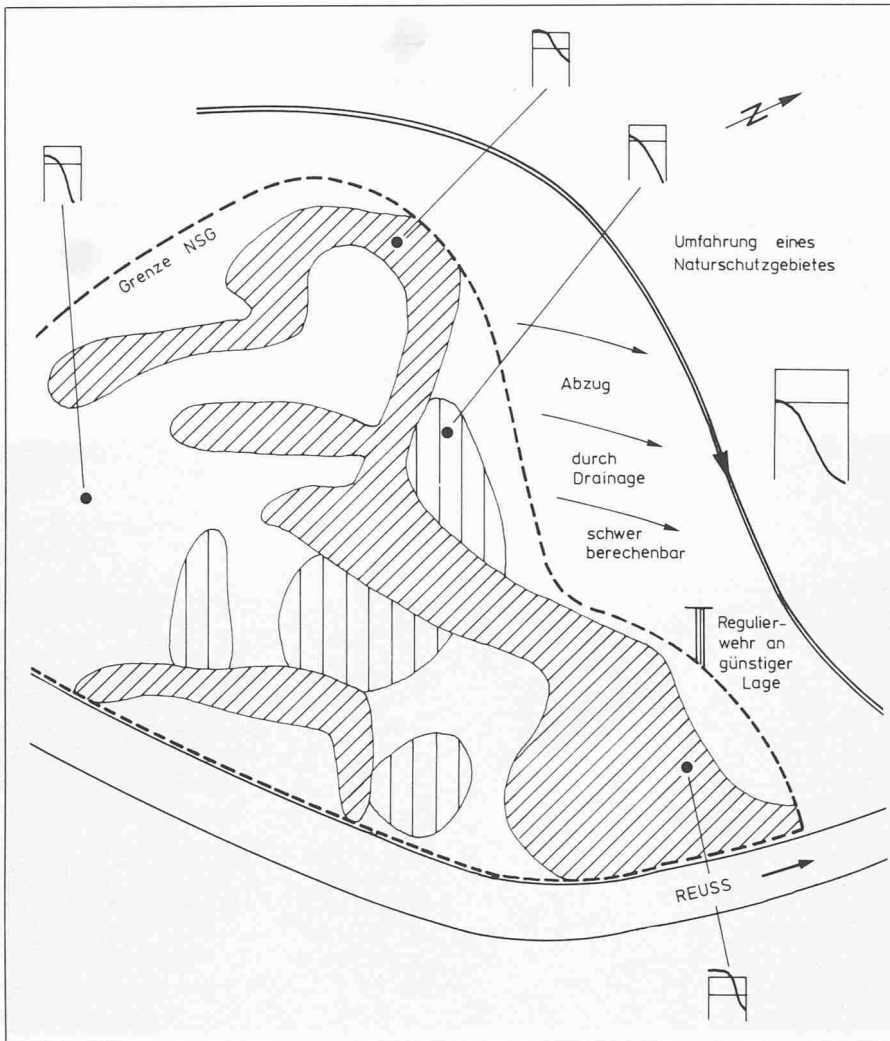 N
Umfahrung eines
Naturschutzgebietes
Grenze NSG
Abzug
durch
Drainage
schwer
berechenbar
Regulier-
wehr an
günstiger
Lage
REUSS